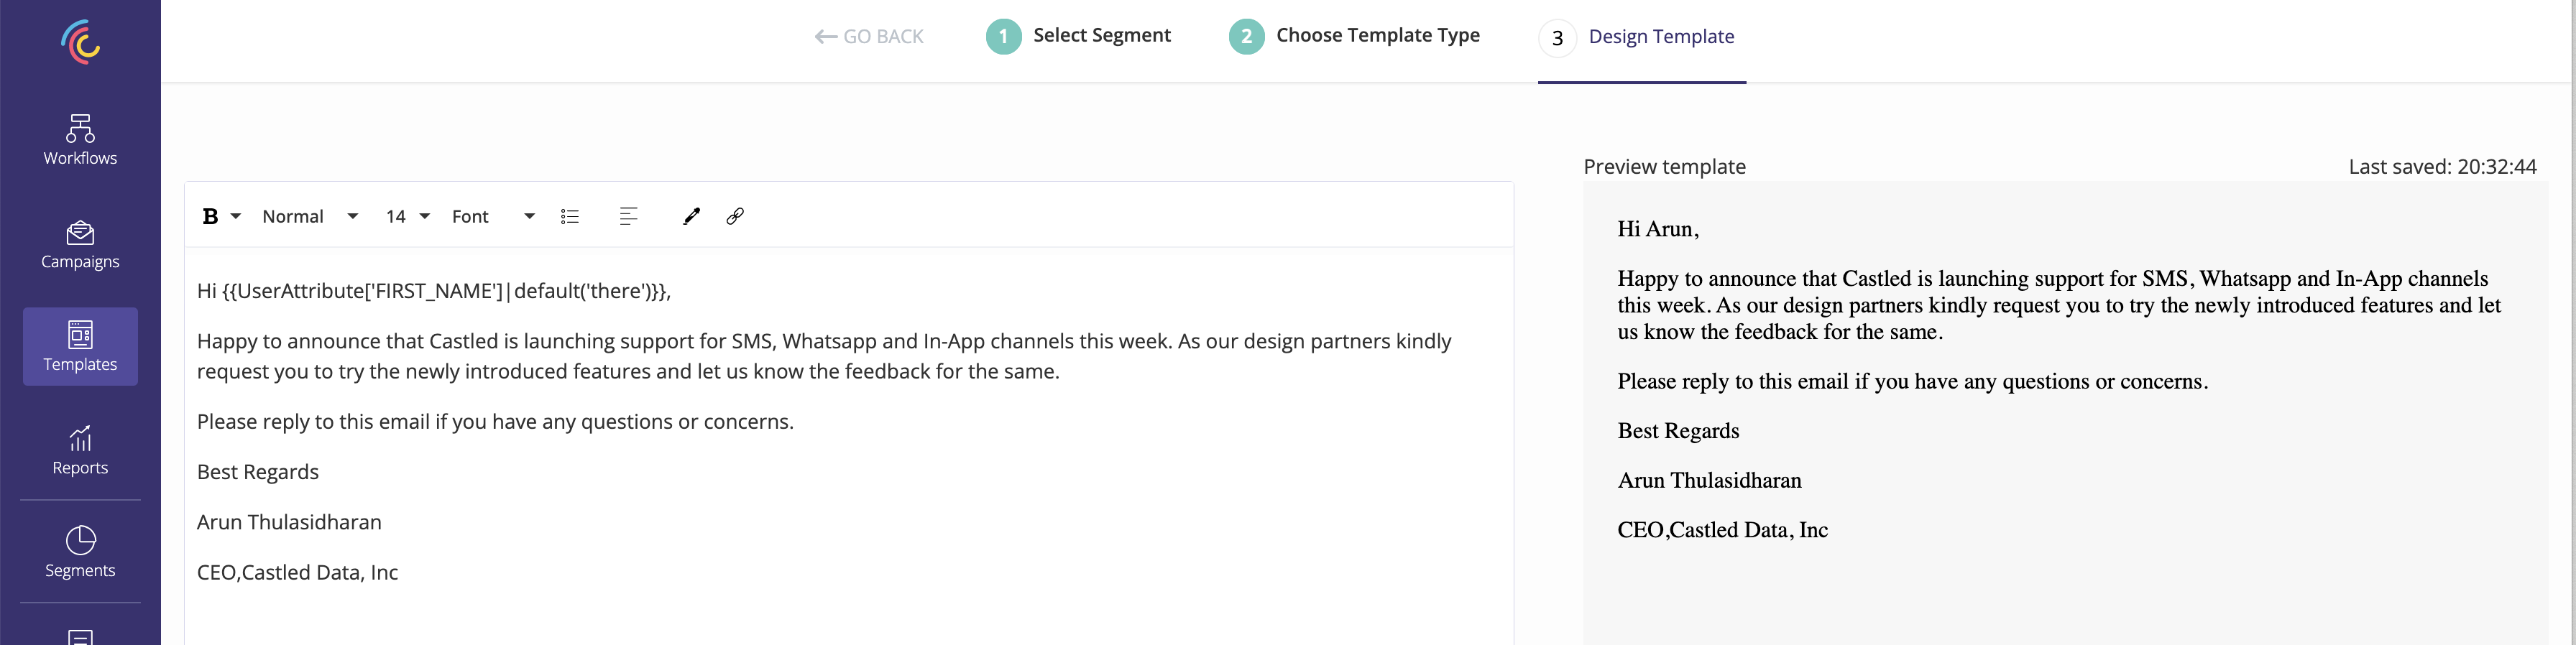 GO BACK
1 Select Segment
2 Choose Template Type
3 Design Template
Workflows
Campaigns
Templates
Reports
Segments
B Normal 14 Font
Hi {{UserAttribute['FIRST_NAME']|default('there')}},
Happy to announce that Castled is launching support for SMS, Whatsapp and In-App channels this week. As our design partners kindly
request you to try the newly introduced features and let us know the feedback for the same.
Please reply to this email if you have any questions or concerns.
Best Regards
Arun Thulasidharan
CEO,Castled Data, Inc
Preview template
Last saved: 20:32:44
Hi Arun,
Happy to announce that Castled is launching support for SMS, Whatsapp and In-App channels
this week. As our design partners kindly request you to try the newly introduced features and let
us know the feedback for the same.
Please reply to this email if you have any questions or concerns.
Best Regards
Arun Thulasidharan
CEO,Castled Data, Inc